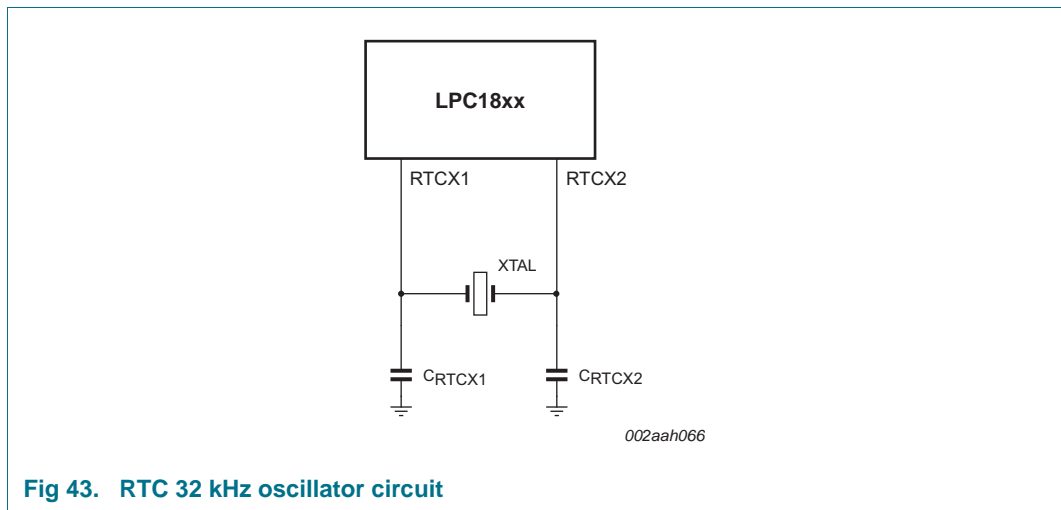 LPC18xx
RTCX1 RTCX2
XTAL
CRTCX1 CRTCX2
002aah066
Fig 43. RTC 32 kHz oscillator circuit